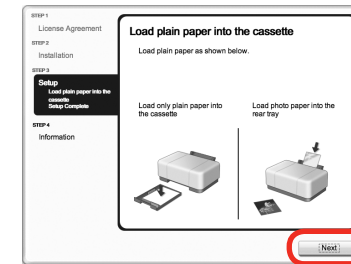 STEP 1
License Agreement
STEP 2
Installation
STEP 3
Setup
Load plain paper into the
cassette
Setup Complete
STEP 4
Information
Load plain paper into the cassette
Load plain paper as shown below.
Load only plain paper into
the cassette
Load photo paper into the
rear tray
Next